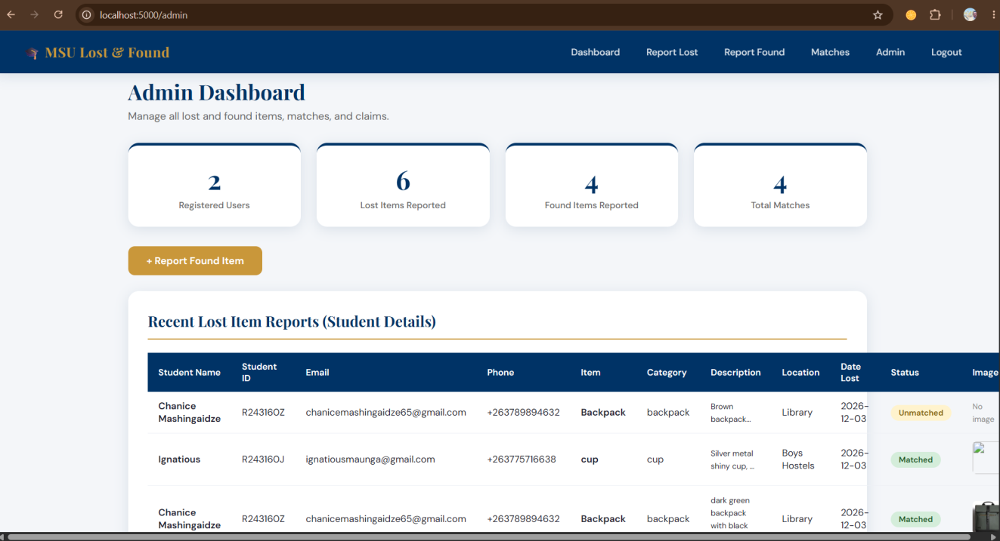 localhost:5000/admin
MSU Lost & Found
Dashboard Report Lost Report Found Matches Admin Logout
Admin Dashboard
Manage all lost and found items, matches, and claims.
2
Registered Users
6
Lost Items Reported
4
Found Items Reported
4
Total Matches
+ Report Found Item
Recent Lost Item Reports (Student Details)
Student Name Student ID Email Phone Item Category Description Location Date Lost Status Image
Chanice Mashingaidze R24316OZ chanicemashingaidze65@gmail.com +263789894632 Backpack backpack Brown backpack... Library 2026-12-03 Unmatched No image
Ignatious R24316OJ ignatiousmaunga@gmail.com +263775716638 cup cup Silver metal shiny cup, ... Boys Hostels 2026-12-03 Matched
Chanice Mashingaidze R24316OZ chanicemashingaidze65@gmail.com +263789894632 Backpack backpack dark green backpack with black Library 2026-12-03 Matched